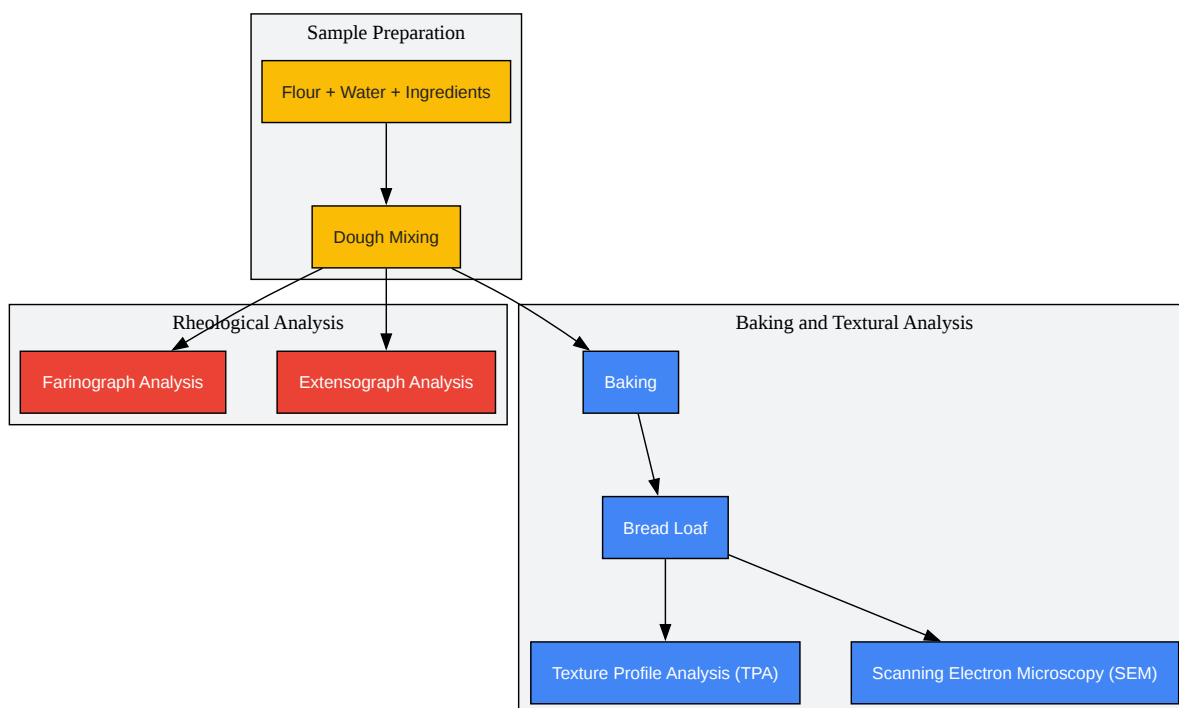 Sample Preparation
Flour + Water + Ingredients
Dough Mixing
Rheological Analysis
Farinograph Analysis
Extensograph Analysis
Baking and Textural Analysis
Baking
Bread Loaf
Texture Profile Analysis (TPA)
Scanning Electron Microscopy (SEM)